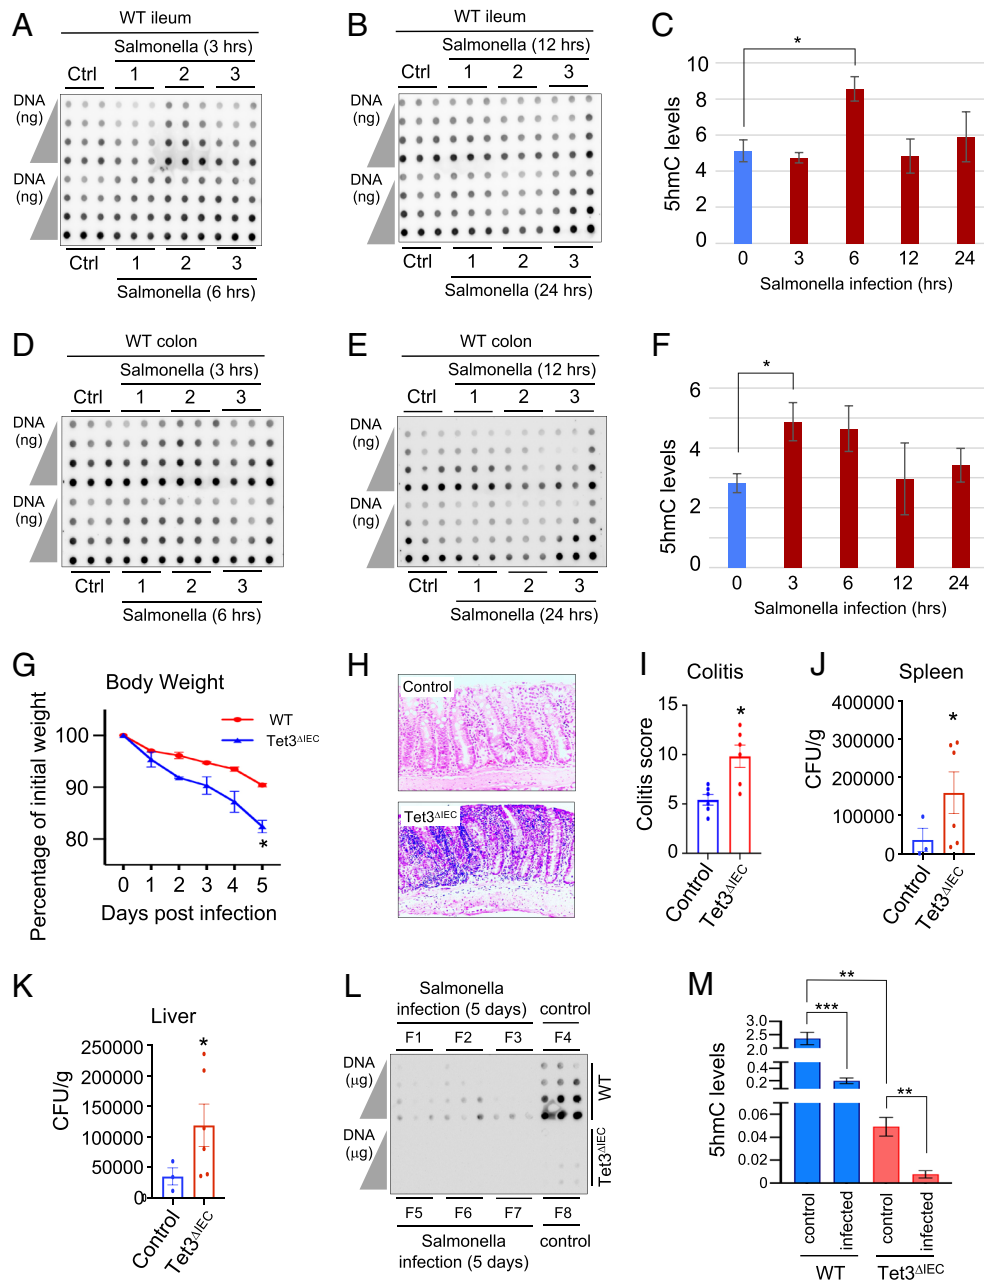 A
WT ileum
Salmonella (3 hrs)
Ctrl 1 2 3
DNA
(ng)
DNA
(ng)
Ctrl 1 2 3
Salmonella (6 hrs)
B
WT ileum
Salmonella (12 hrs)
Ctrl 1 2 3
DNA
(ng)
DNA
(ng)
Ctrl 1 2 3
Salmonella (24 hrs)
C
*
5hmC levels
10
8
6
4
2
0
0 3 6 12 24
Salmonella infection (hrs)
D
WT colon
Salmonella (3 hrs)
Ctrl 1 2 3
DNA
(ng)
DNA
(ng)
Ctrl 1 2 3
Salmonella (6 hrs)
E
WT colon
Salmonella (12 hrs)
Ctrl 1 2 3
DNA
(ng)
DNA
(ng)
Ctrl 1 2 3
Salmonella (24 hrs)
F
*
5hmC levels
6
4
2
0
0 3 6 12 24
Salmonella infection (hrs)
G
Body Weight
Percentage of initial weight
100
90
80
WT
Tet3ΔIEC
*
0 1 2 3 4 5
Days post infection
H
Control
Tet3ΔIEC
I
Colitis
Colitis score
15
10
5
0
*
Control
Tet3ΔIEC
J
Spleen
CFU/g
400000
300000
200000
100000
0
*
Control
Tet3ΔIEC
K
Liver
CFU/g
250000
200000
150000
100000
50000
0
*
Control
Tet3ΔIEC
L
Salmonella
infection (5 days) control
F1 F2 F3 F4
DNA
(µg)
WT
DNA
(µg)
Tet3ΔIEC
F5 F6 F7 F8
Salmonella control
infection (5 days)
M
**
***
**
5hmC levels
3.0
2.5
2.0
0.4
0.2
0.06
0.04
0.02
0
control
infected
control
infected
WT Tet3ΔIEC